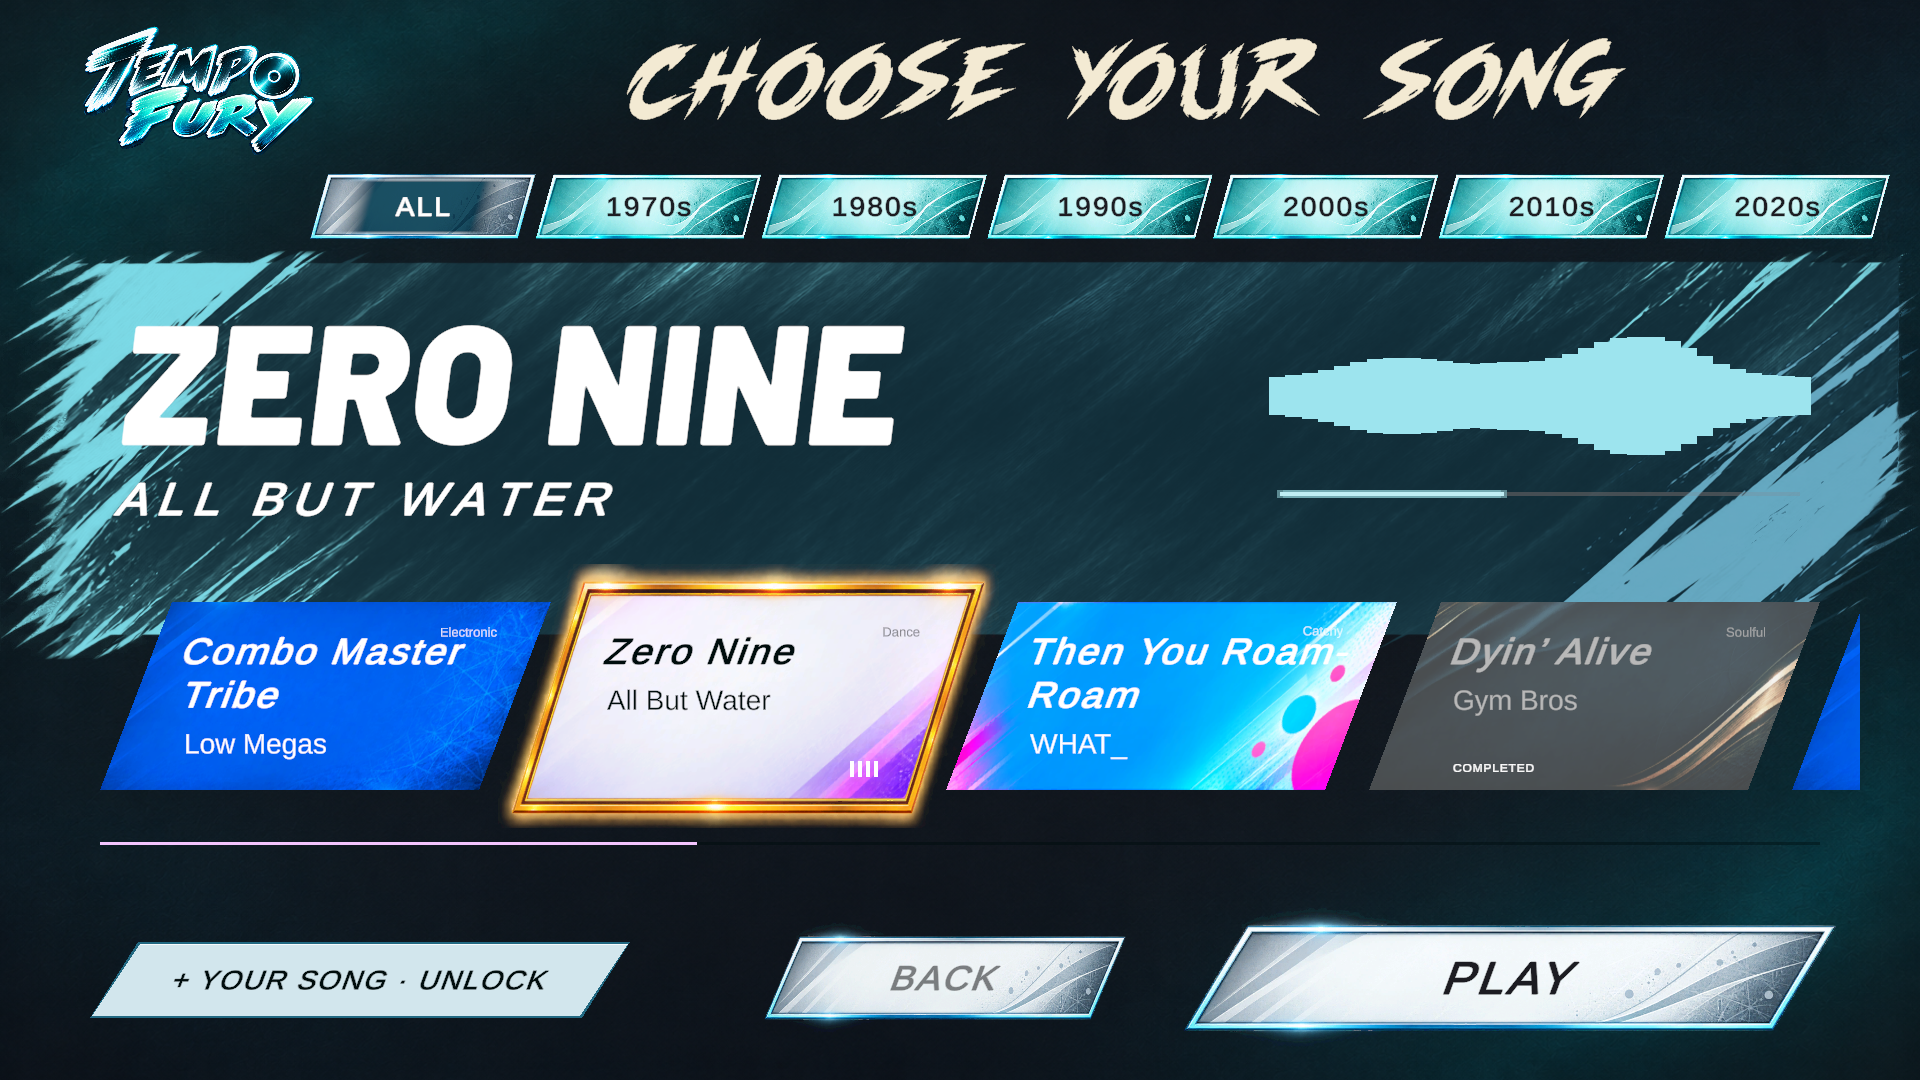 TEMPO
FURY
CHOOSE YOUR SONG
ALL
1970s
1980s
1990s
2000s
2010s
2020s
ZERO NINE
ALL BUT WATER
Electronic
Combo Master
Tribe
Low Megas
Dance
Zero Nine
All But Water
Catchy
Then You Roam-
Roam
WHAT_
Soulful
Dyin’ Alive
Gym Bros
COMPLETED
+ YOUR SONG · UNLOCK
BACK
PLAY